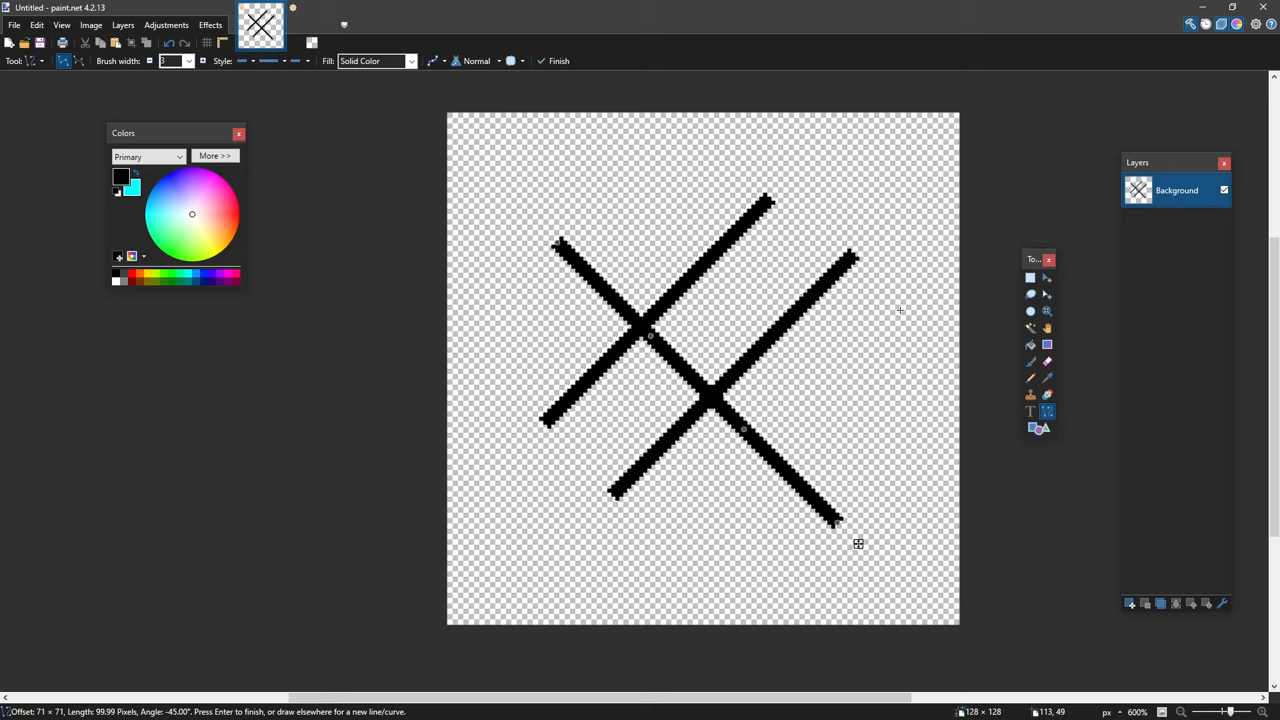 Untitled - paint.net 4.2.13
File Edit View Image Layers Adjustments Effects
Tool: Brush width: 3 Style: Fill: Solid Color Normal Finish
Colors
Primary More >>
Layers
Background
To...
T
Offset: 71 × 71, Length: 99.99 Pixels, Angle: -45.00°. Press Enter to finish, or draw elsewhere for a new line/curve. 128 × 128 113, 49 px 600%